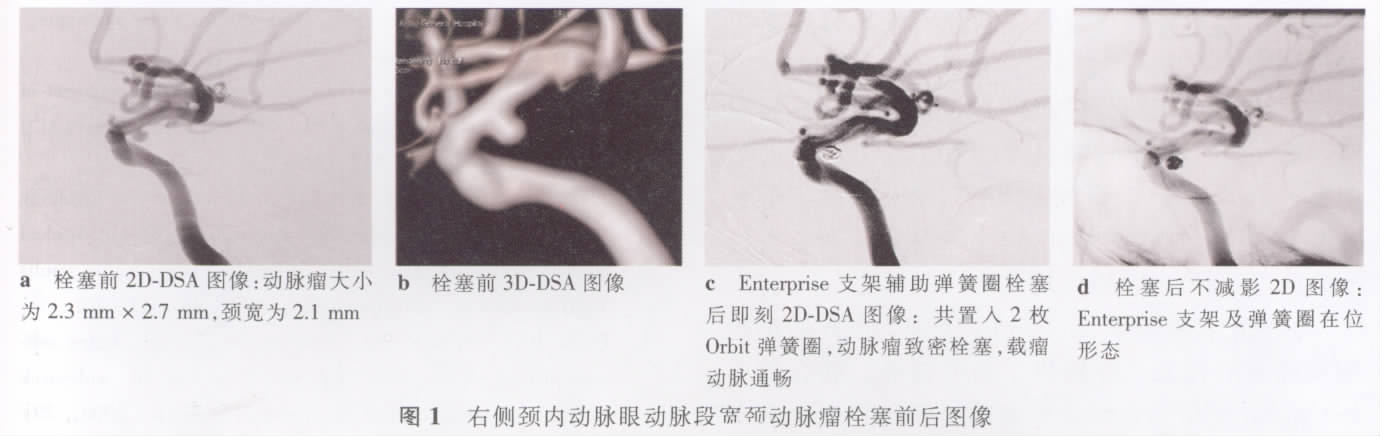 General Hospital
a 栓塞前 2D-DSA 图像:动脉瘤大小
为 2.3 mm × 2.7 mm,颈宽为 2.1 mm
b 栓塞前 3D-DSA 图像
c Enterprise 支架辅助弹簧圈栓塞
后即刻 2D-DSA 图像: 共置入 2 枚
Orbit 弹簧圈,动脉瘤致密栓塞,载瘤
动脉通畅
d 栓塞后不减影 2D 图像:
Enterprise 支架及弹簧圈在位
形态
图 1 右侧颈内动脉眼动脉段宽颈动脉瘤栓塞前后图像